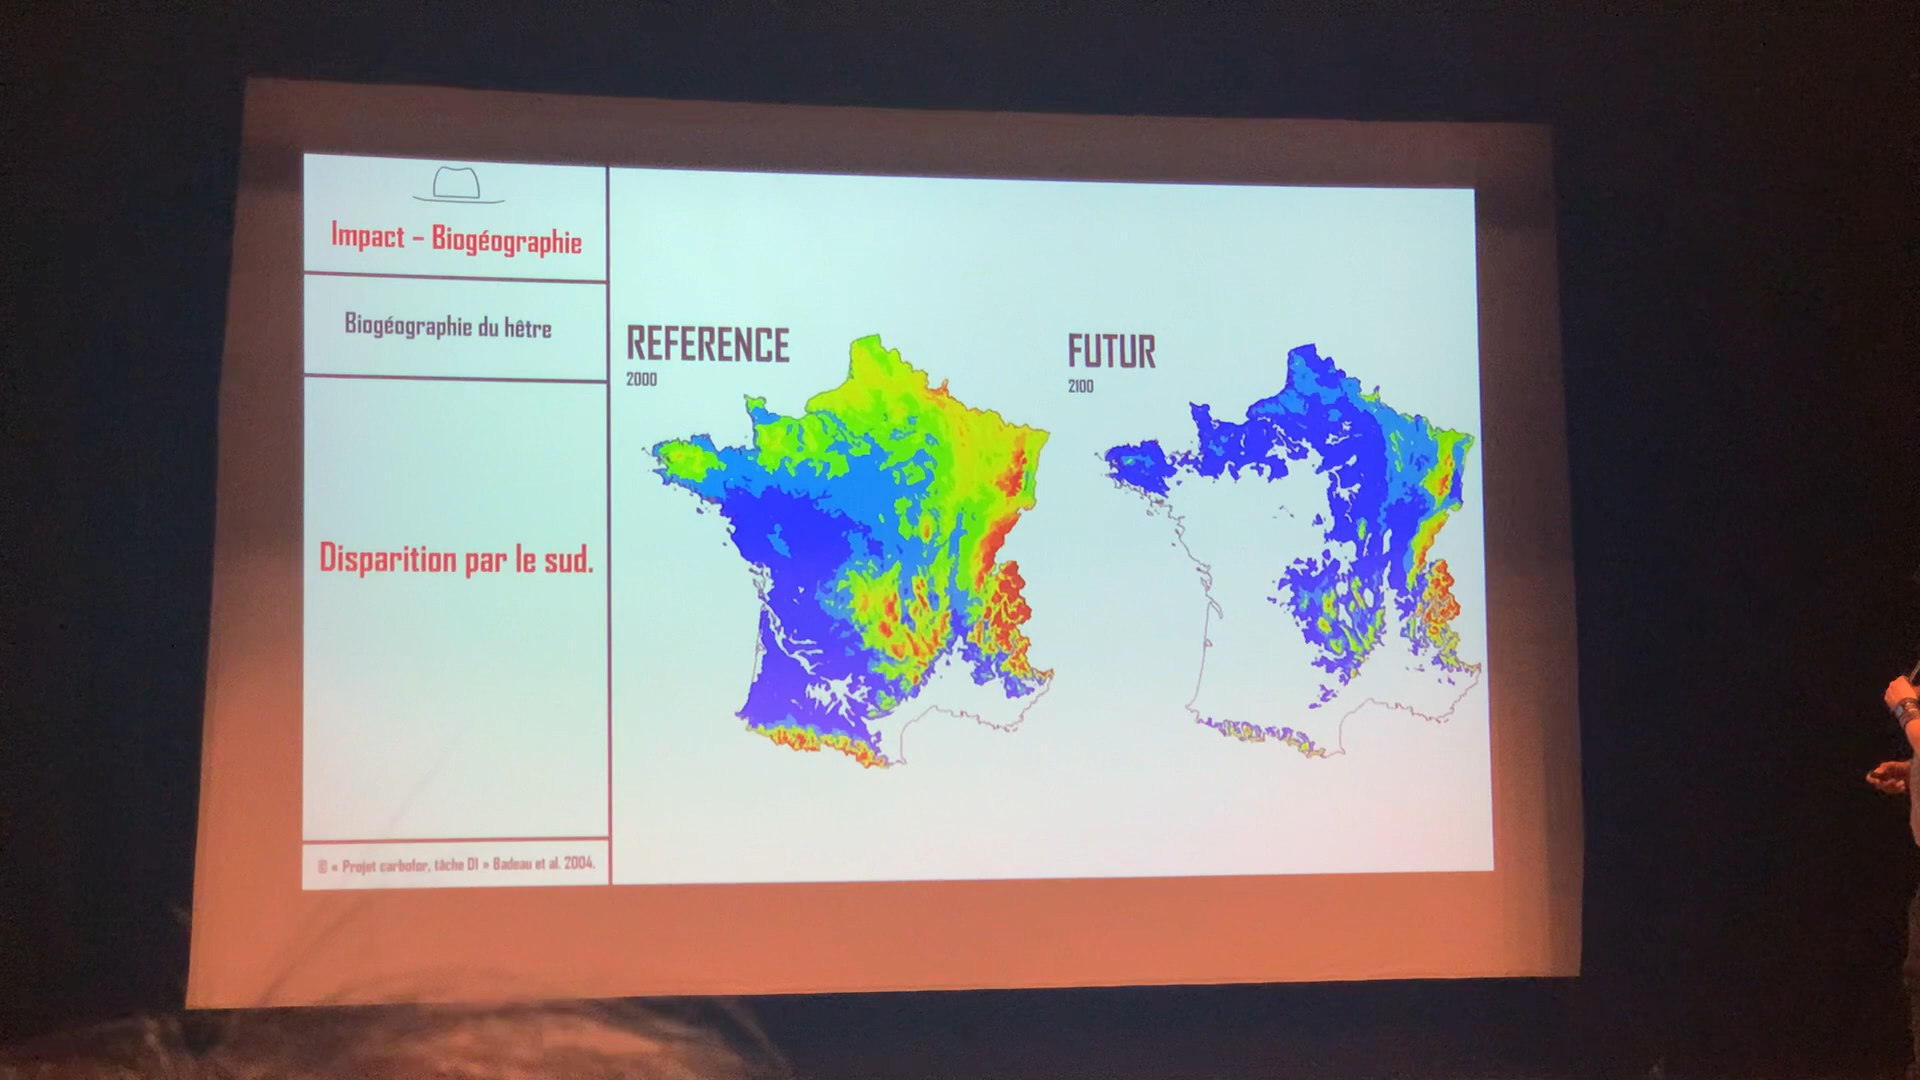 Impact – Biogéographie
Biogéographie du hêtre
Disparition par le sud.
© « Projet carbofor, tâche D1 » Badeau et al. 2004.
REFERENCE
2000
FUTUR
2100